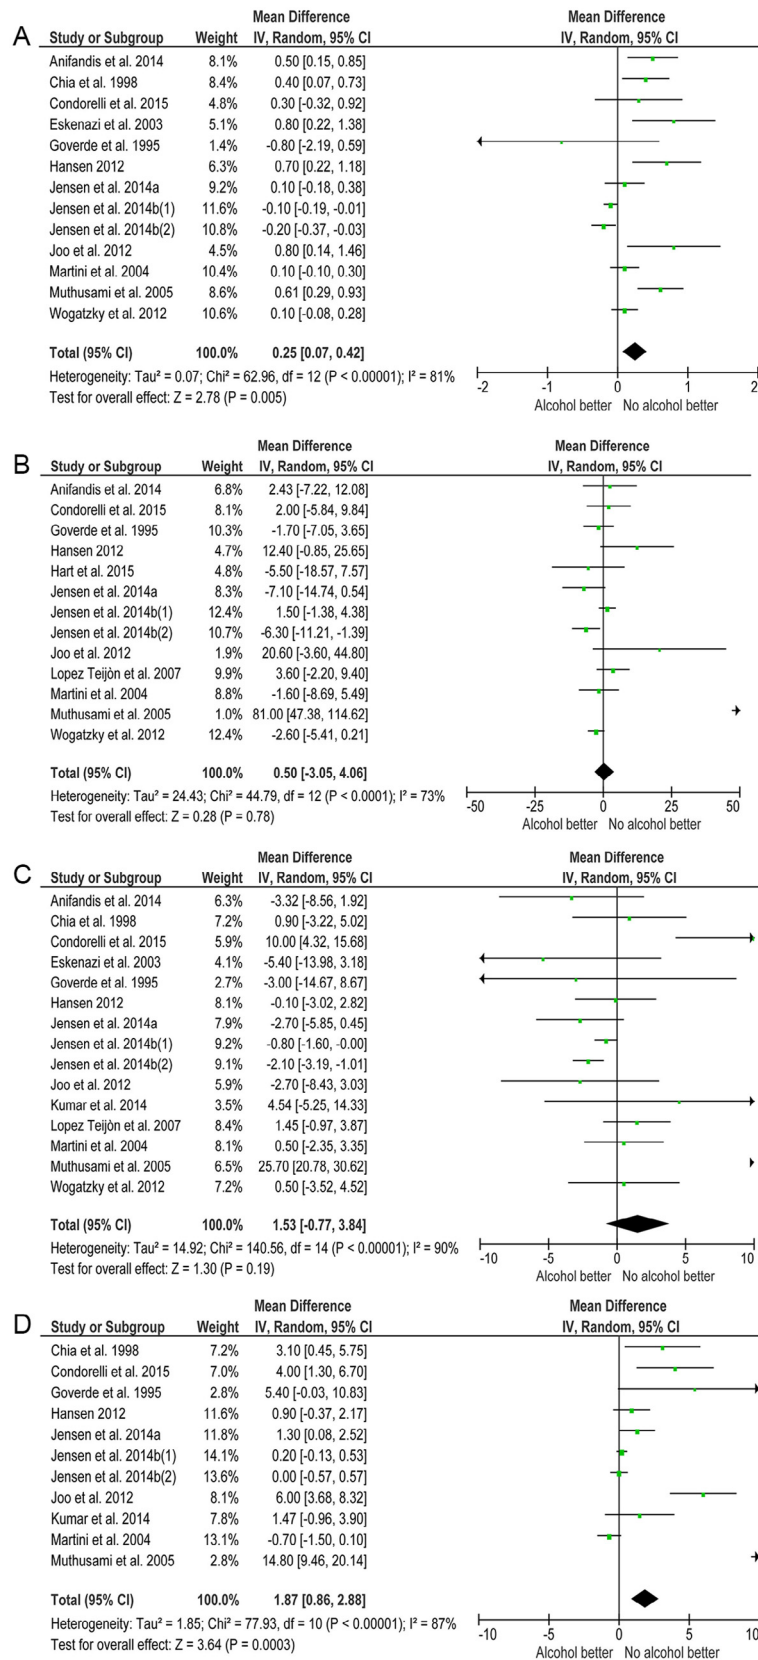 A
Mean Difference Mean Difference
Study or Subgroup Weight IV, Random, 95% CI IV, Random, 95% CI
Anifandis et al. 2014 8.1% 0.50 [0.15, 0.85]
Chia et al. 1998 8.4% 0.40 [0.07, 0.73]
Condorelli et al. 2015 4.8% 0.30 [-0.32, 0.92]
Eskenazi et al. 2003 5.1% 0.80 [0.22, 1.38]
Goverde et al. 1995 1.4% -0.80 [-2.19, 0.59]
Hansen 2012 6.3% 0.70 [0.22, 1.18]
Jensen et al. 2014a 9.2% 0.10 [-0.18, 0.38]
Jensen et al. 2014b(1) 11.6% -0.10 [-0.19, -0.01]
Jensen et al. 2014b(2) 10.8% -0.20 [-0.37, -0.03]
Joo et al. 2012 4.5% 0.80 [0.14, 1.46]
Martini et al. 2004 10.4% 0.10 [-0.10, 0.30]
Muthusami et al. 2005 8.6% 0.61 [0.29, 0.93]
Wogatzky et al. 2012 10.6% 0.10 [-0.08, 0.28]
Total (95% CI) 100.0% 0.25 [0.07, 0.42]
Heterogeneity: Tau² = 0.07; Chi² = 62.96, df = 12 (P < 0.00001); I² = 81%
Test for overall effect: Z = 2.78 (P = 0.005)
-2 -1 0 1 2
Alcohol better No alcohol better
B
Mean Difference Mean Difference
Study or Subgroup Weight IV, Random, 95% CI IV, Random, 95% CI
Anifandis et al. 2014 6.8% 2.43 [-7.22, 12.08]
Condorelli et al. 2015 8.1% 2.00 [-5.84, 9.84]
Goverde et al. 1995 10.3% -1.70 [-7.05, 3.65]
Hansen 2012 4.7% 12.40 [-0.85, 25.65]
Hart et al. 2015 4.8% -5.50 [-18.57, 7.57]
Jensen et al. 2014a 8.3% -7.10 [-14.74, 0.54]
Jensen et al. 2014b(1) 12.4% 1.50 [-1.38, 4.38]
Jensen et al. 2014b(2) 10.7% -6.30 [-11.21, -1.39]
Joo et al. 2012 1.9% 20.60 [-3.60, 44.80]
Lopez Teijòn et al. 2007 9.9% 3.60 [-2.20, 9.40]
Martini et al. 2004 8.8% -1.60 [-8.69, 5.49]
Muthusami et al. 2005 1.0% 81.00 [47.38, 114.62]
Wogatzky et al. 2012 12.4% -2.60 [-5.41, 0.21]
Total (95% CI) 100.0% 0.50 [-3.05, 4.06]
Heterogeneity: Tau² = 24.43; Chi² = 44.79, df = 12 (P < 0.0001); I² = 73%
Test for overall effect: Z = 0.28 (P = 0.78)
-50 -25 0 25 50
Alcohol better No alcohol better
C
Mean Difference Mean Difference
Study or Subgroup Weight IV, Random, 95% CI IV, Random, 95% CI
Anifandis et al. 2014 6.3% -3.32 [-8.56, 1.92]
Chia et al. 1998 7.2% 0.90 [-3.22, 5.02]
Condorelli et al. 2015 5.9% 10.00 [4.32, 15.68]
Eskenazi et al. 2003 4.1% -5.40 [-13.98, 3.18]
Goverde et al. 1995 2.7% -3.00 [-14.67, 8.67]
Hansen 2012 8.1% -0.10 [-3.02, 2.82]
Jensen et al. 2014a 7.9% -2.70 [-5.85, 0.45]
Jensen et al. 2014b(1) 9.2% -0.80 [-1.60, -0.00]
Jensen et al. 2014b(2) 9.1% -2.10 [-3.19, -1.01]
Joo et al. 2012 5.9% -2.70 [-8.43, 3.03]
Kumar et al. 2014 3.5% 4.54 [-5.25, 14.33]
Lopez Teijòn et al. 2007 8.4% 1.45 [-0.97, 3.87]
Martini et al. 2004 8.1% 0.50 [-2.35, 3.35]
Muthusami et al. 2005 6.5% 25.70 [20.78, 30.62]
Wogatzky et al. 2012 7.2% 0.50 [-3.52, 4.52]
Total (95% CI) 100.0% 1.53 [-0.77, 3.84]
Heterogeneity: Tau² = 14.92; Chi² = 140.56, df = 14 (P < 0.00001); I² = 90%
Test for overall effect: Z = 1.30 (P = 0.19)
-10 -5 0 5 10
Alcohol better No alcohol better
D
Mean Difference Mean Difference
Study or Subgroup Weight IV, Random, 95% CI IV, Random, 95% CI
Chia et al. 1998 7.2% 3.10 [0.45, 5.75]
Condorelli et al. 2015 7.0% 4.00 [1.30, 6.70]
Goverde et al. 1995 2.8% 5.40 [-0.03, 10.83]
Hansen 2012 11.6% 0.90 [-0.37, 2.17]
Jensen et al. 2014a 11.8% 1.30 [0.08, 2.52]
Jensen et al. 2014b(1) 14.1% 0.20 [-0.13, 0.53]
Jensen et al. 2014b(2) 13.6% 0.00 [-0.57, 0.57]
Joo et al. 2012 8.1% 6.00 [3.68, 8.32]
Kumar et al. 2014 7.8% 1.47 [-0.96, 3.90]
Martini et al. 2004 13.1% -0.70 [-1.50, 0.10]
Muthusami et al. 2005 2.8% 14.80 [9.46, 20.14]
Total (95% CI) 100.0% 1.87 [0.86, 2.88]
Heterogeneity: Tau² = 1.85; Chi² = 77.93, df = 10 (P < 0.00001); I² = 87%
Test for overall effect: Z = 3.64 (P = 0.0003)
-10 -5 0 5 10
Alcohol better No alcohol better